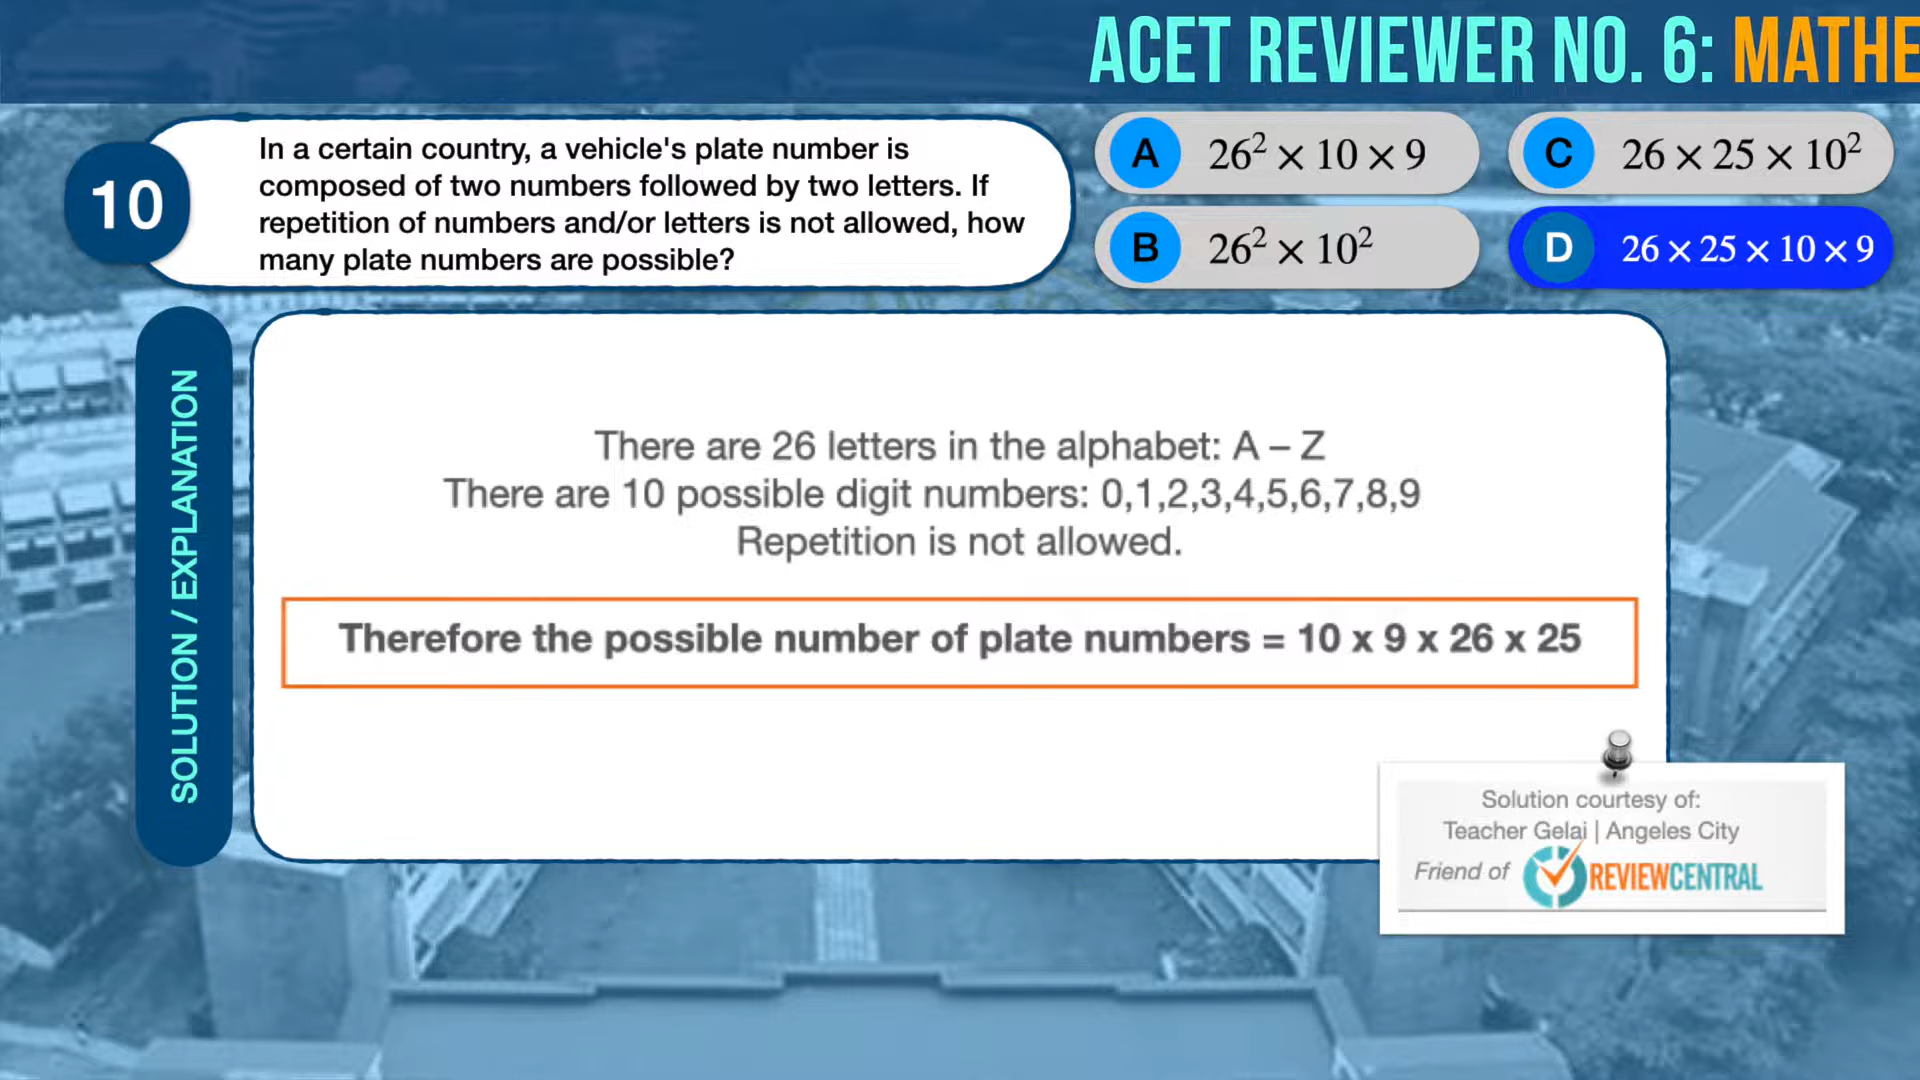 ACET REVIEWER NO. 6: MATHE
10
In a certain country, a vehicle's plate number is
composed of two numbers followed by two letters. If
repetition of numbers and/or letters is not allowed, how
many plate numbers are possible?
A 26² × 10 × 9
B 26² × 10²
C 26 × 25 × 10²
D 26 × 25 × 10 × 9
SOLUTION / EXPLANATION
There are 26 letters in the alphabet: A – Z
There are 10 possible digit numbers: 0,1,2,3,4,5,6,7,8,9
Repetition is not allowed.
Therefore the possible number of plate numbers = 10 x 9 x 26 x 25
Solution courtesy of:
Teacher Gelai | Angeles City
Friend of REVIEWCENTRAL